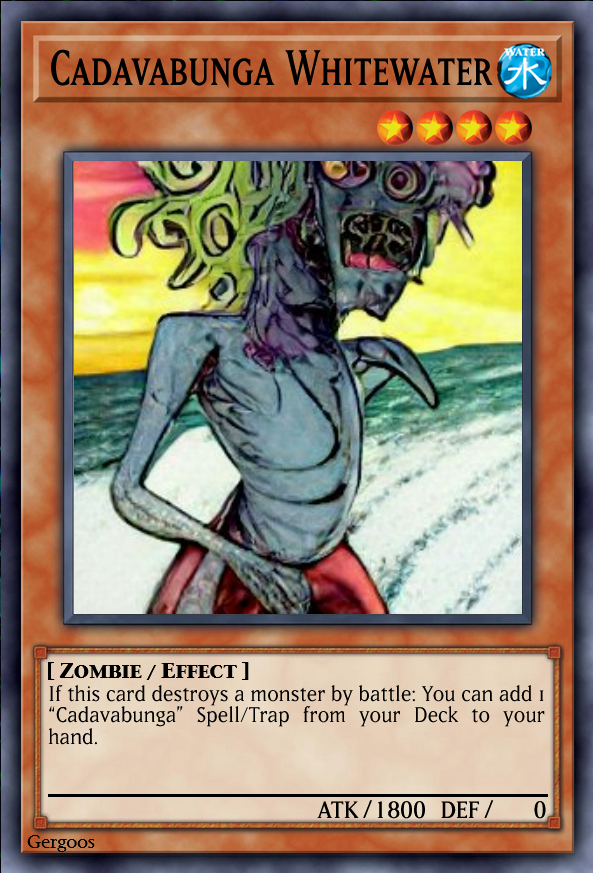 Cadavabunga Whitewater
WATER
水
[ Zombie / Effect ]
If this card destroys a monster by battle: You can add 1
“Cadavabunga” Spell/Trap from your Deck to your
hand.
ATK / 1800 DEF / 0
Gergoos